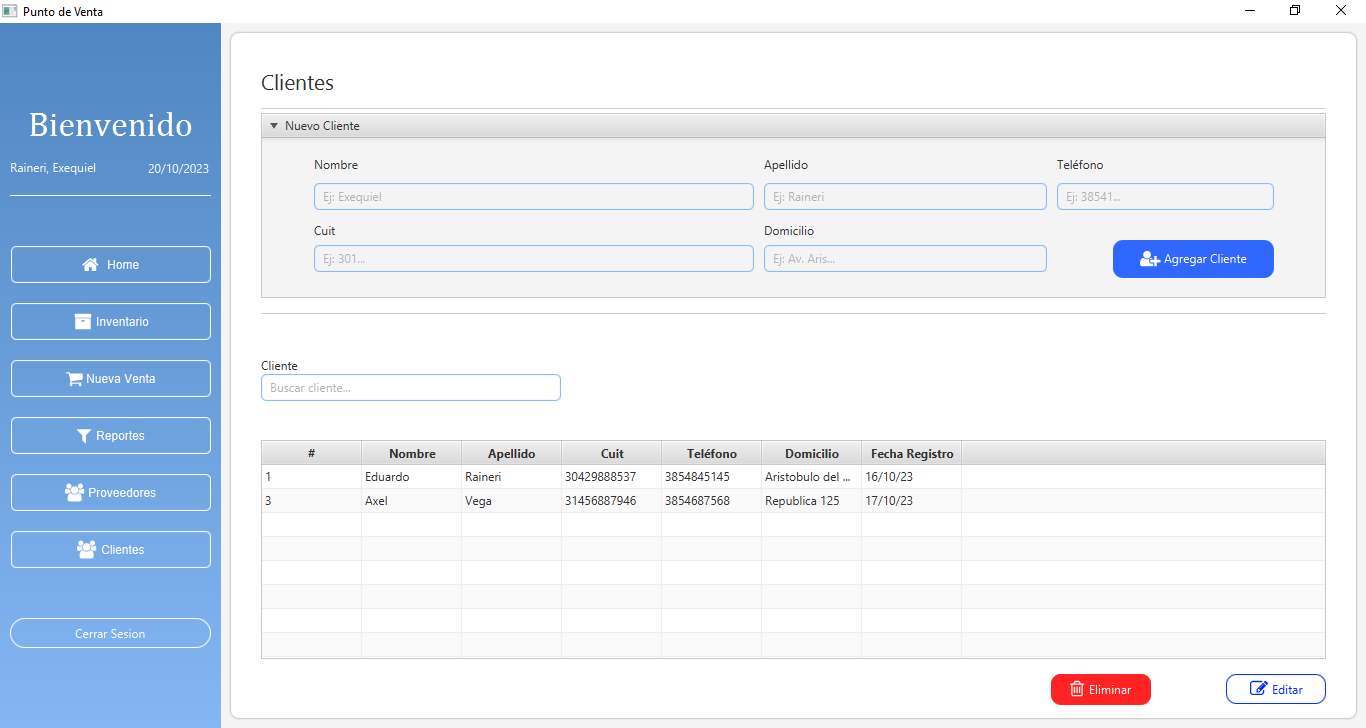 Punto de Venta
Bienvenido
Raineri, Exequiel 20/10/2023
Home
Inventario
Nueva Venta
Reportes
Proveedores
Clientes
Cerrar Sesion
Clientes
Nuevo Cliente
Nombre Apellido Teléfono
Ej: Exequiel Ej: Raineri Ej: 38541...
Cuit Domicilio
Ej: 301... Ej: Av. Aris... Agregar Cliente
Cliente
Buscar cliente...
# Nombre Apellido Cuit Teléfono Domicilio Fecha Registro
1 Eduardo Raineri 30429888537 3854845145 Aristobulo del ... 16/10/23
3 Axel Vega 31456887946 3854687568 Republica 125 17/10/23
Eliminar Editar